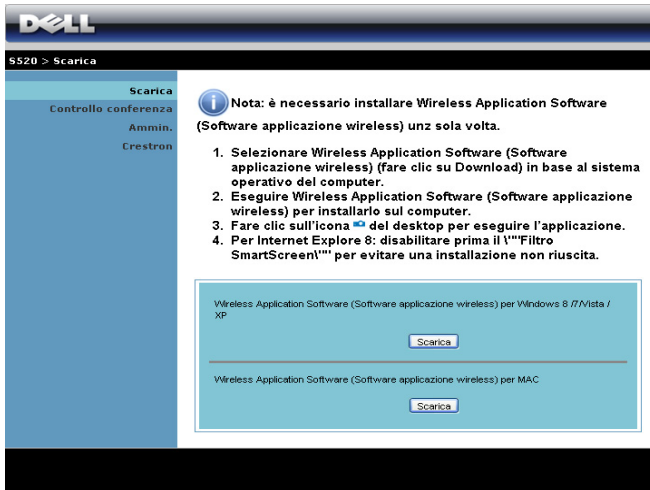 DELL
S520 > Scarica
Scarica
Controllo conferenza
Ammin.
Crestron
Nota: è necessario installare Wireless Application Software
(Software applicazione wireless) unz sola volta.
1. Selezionare Wireless Application Software (Software
applicazione wireless) (fare clic su Download) in base al sistema
operativo del computer.
2. Eseguire Wireless Application Software (Software applicazione
wireless) per installarlo sul computer.
3. Fare clic sull'icona del desktop per eseguire l'applicazione.
4. Per Internet Explore 8: disabilitare prima il \""Filtro
SmartScreen\"" per evitare una installazione non riuscita.
Wireless Application Software (Software applicazione wireless) per Windows 8 /7/Vista /
XP
Scarica
Wireless Application Software (Software applicazione wireless) per MAC
Scarica